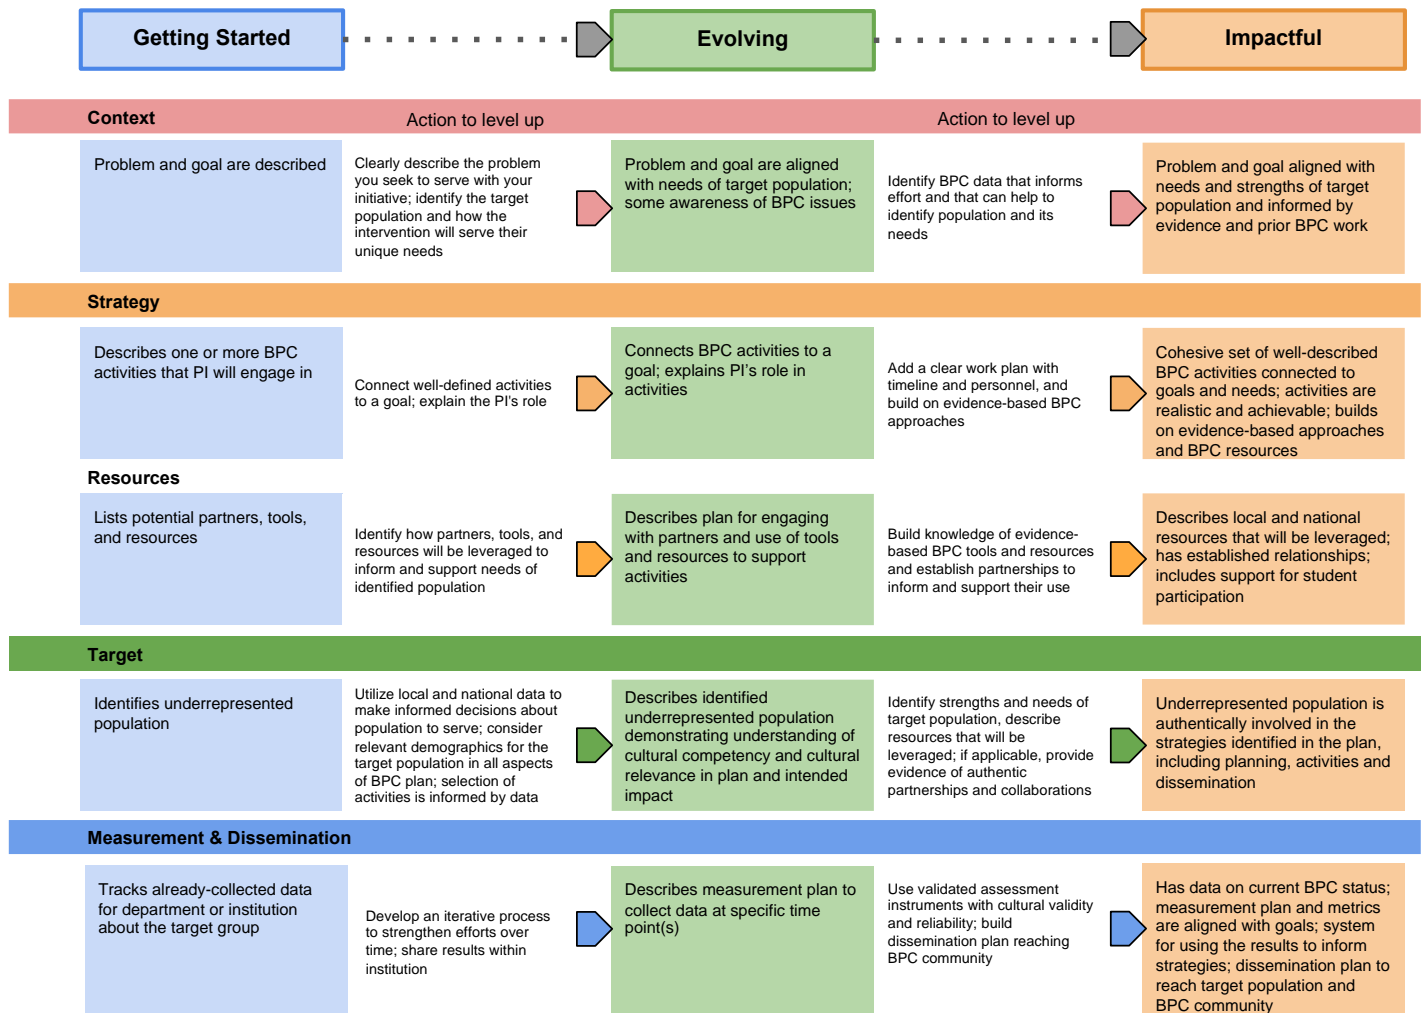 Getting Started
Evolving
Impactful
Context
Action to level up
Action to level up
Problem and goal are described
Clearly describe the problem
you seek to serve with your
initiative; identify the target
population and how the
intervention will serve their
unique needs
Problem and goal are aligned
with needs of target population;
some awareness of BPC issues
Identify BPC data that informs
effort and that can help to
identify population and its
needs
Problem and goal aligned with
needs and strengths of target
population and informed by
evidence and prior BPC work
Strategy
Describes one or more BPC
activities that PI will engage in
Connect well-defined activities
to a goal; explain the PI's role
Connects BPC activities to a
goal; explains PI's role in
activities
Add a clear work plan with
timeline and personnel, and
build on evidence-based BPC
approaches
Cohesive set of well-described
BPC activities connected to
goals and needs; activities are
realistic and achievable; builds
on evidence-based approaches
and BPC resources
Resources
Lists potential partners, tools,
and resources
Identify how partners, tools, and
resources will be leveraged to
inform and support needs of
identified population
Describes plan for engaging
with partners and use of tools
and resources to support
activities
Build knowledge of evidence-
based BPC tools and resources
and establish partnerships to
inform and support their use
Describes local and national
resources that will be leveraged;
has established relationships;
includes support for student
participation
Target
Identifies underrepresented
population
Utilize local and national data to
make informed decisions about
population to serve; consider
relevant demographics for the
target population in all aspects
of BPC plan; selection of
activities is informed by data
Describes identified
underrepresented population
demonstrating understanding of
cultural competency and cultural
relevance in plan and intended
impact
Identify strengths and needs of
target population, describe
resources that will be
leveraged; if applicable, provide
evidence of authentic
partnerships and collaborations
Underrepresented population is
authentically involved in the
strategies identified in the plan,
including planning, activities and
dissemination
Measurement & Dissemination
Tracks already-collected data
for department or institution
about the target group
Develop an iterative process
to strengthen efforts over
time; share results within
institution
Describes measurement plan to
collect data at specific time
point(s)
Use validated assessment
instruments with cultural validity
and reliability; build
dissemination plan reaching
BPC community
Has data on current BPC status;
measurement plan and metrics
are aligned with goals; system
for using the results to inform
strategies; dissemination plan to
reach target population and
BPC community